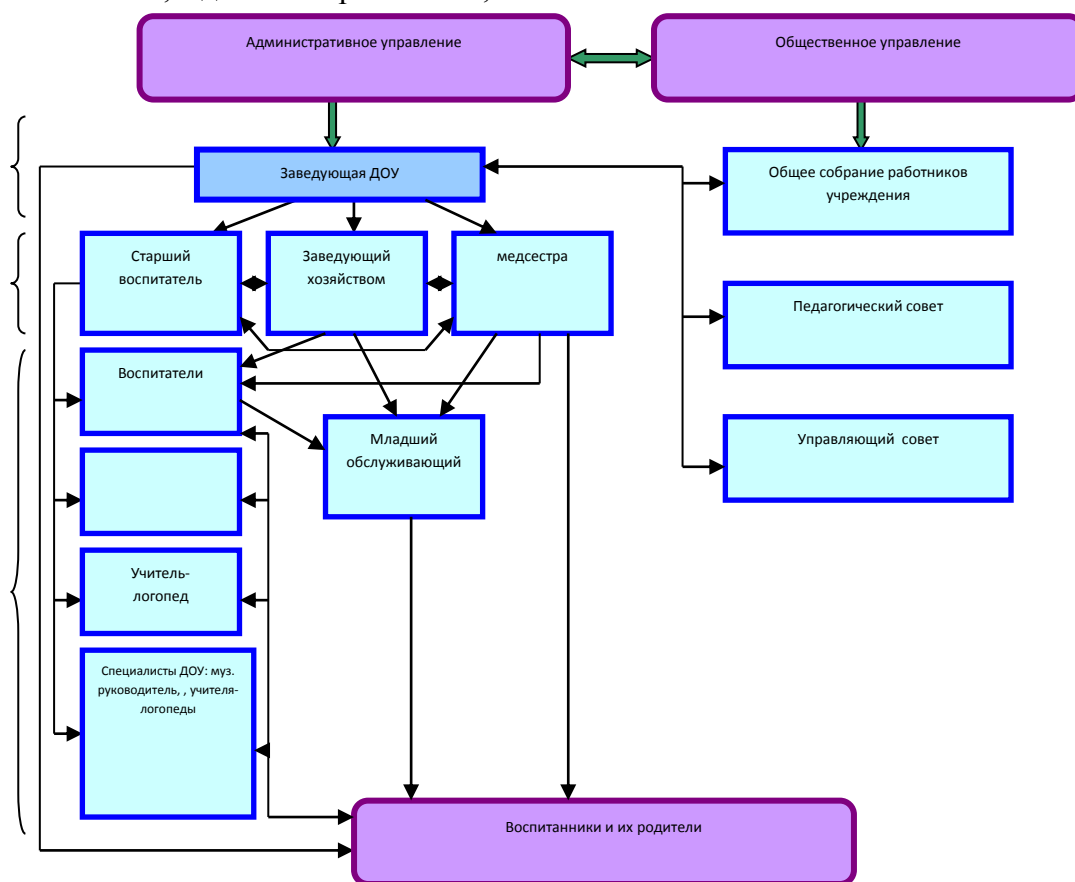 Административное управление
Общественное управление
Заведующая ДОУ
Общее собрание работников
учреждения
Старший
воспитатель
Заведующий
хозяйством
медсестра
Педагогический совет
Воспитатели
Младший
обслуживающий
Управляющий совет
Учитель-
логопед
Специалисты ДОУ: муз.
руководитель, , учителя-
логопеды
Воспитанники и их родители